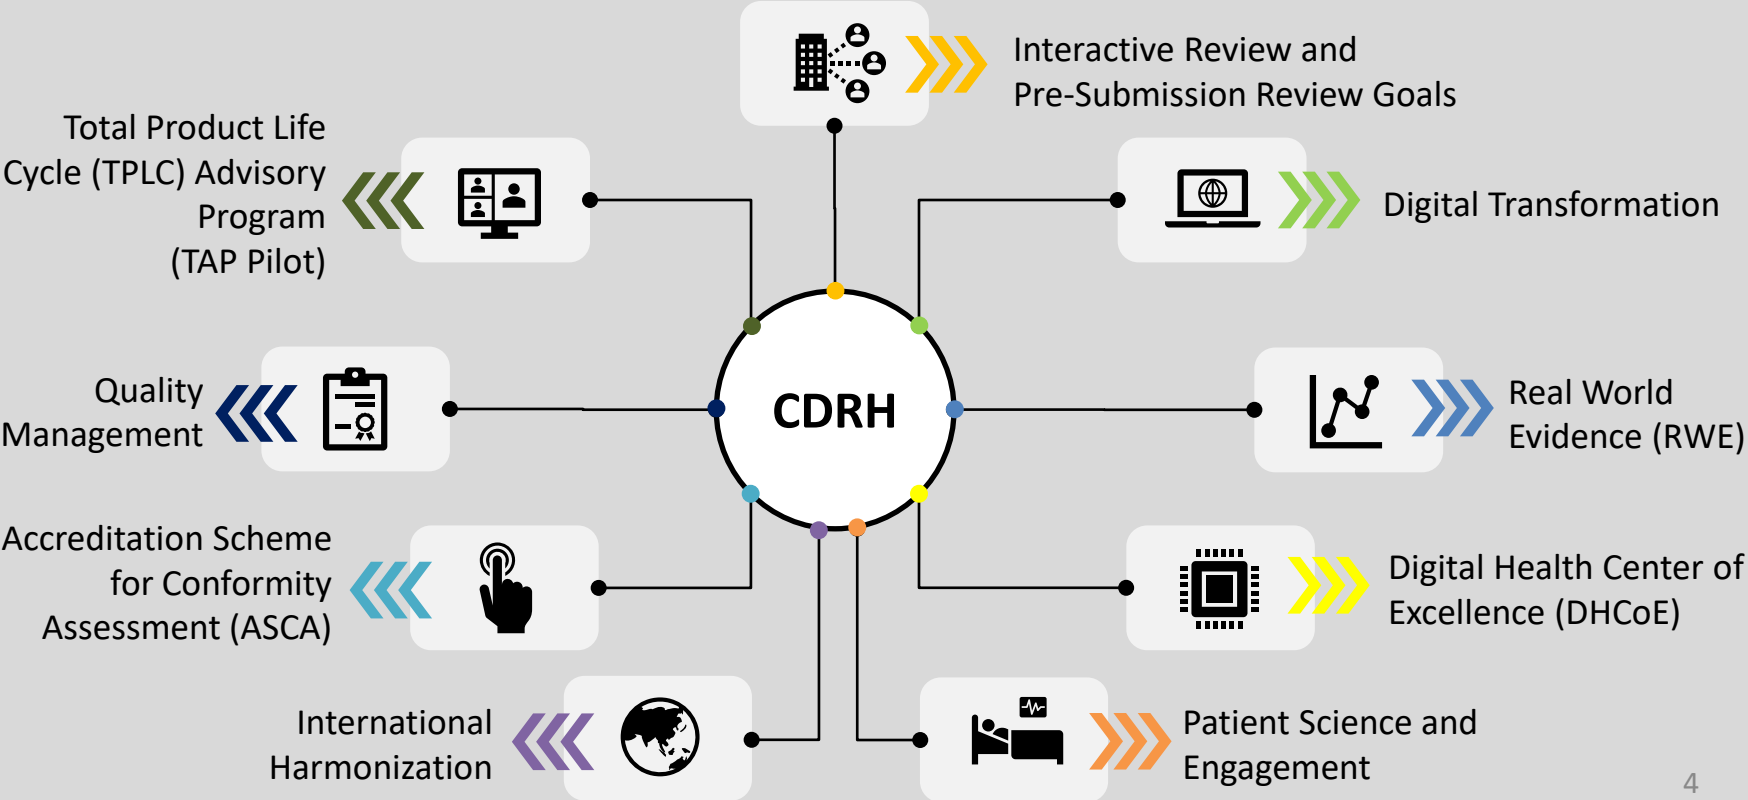 Interactive Review and
Pre-Submission Review Goals
Total Product Life
Cycle (TPLC) Advisory
Program
(TAP Pilot)
Digital Transformation
Quality
Management
CDRH
Real World
Evidence (RWE)
Accreditation Scheme
for Conformity
Assessment (ASCA)
Digital Health Center of
Excellence (DHCoE)
International
Harmonization
Patient Science and
Engagement
4